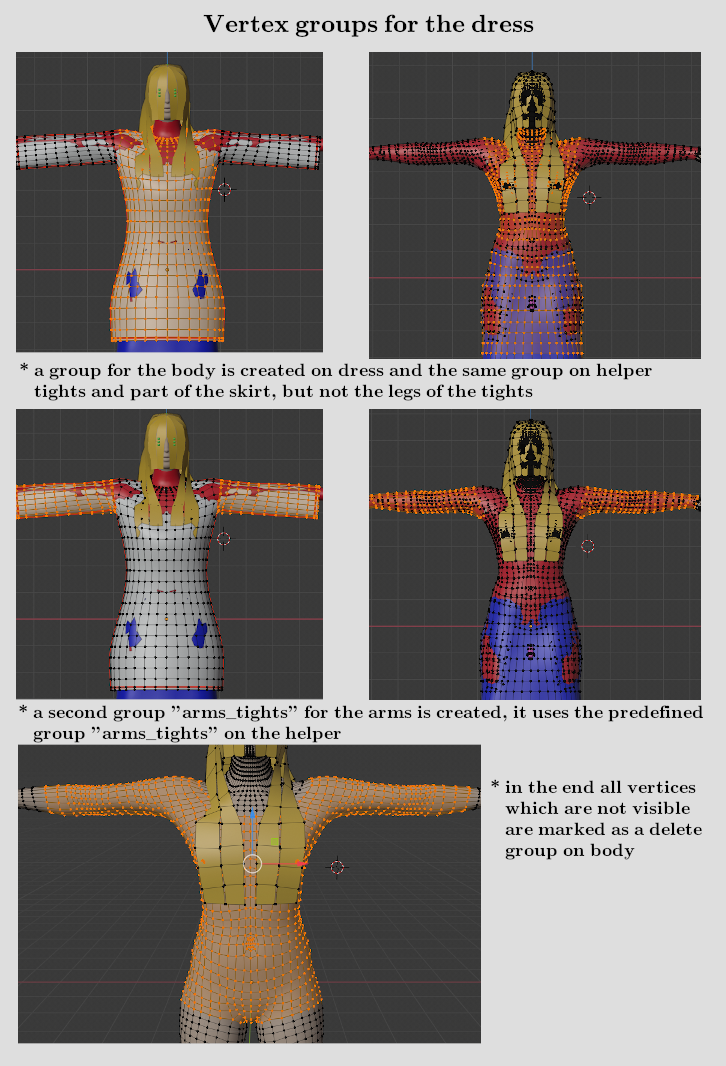 Vertex groups for the dress
* a group for the body is created on dress and the same group on helper
tights and part of the skirt, but not the legs of the tights
* a second group ”arms_tights” for the arms is created, it uses the predefined
group ”arms_tights” on the helper
* in the end all vertices
which are not visible
are marked as a delete
group on body